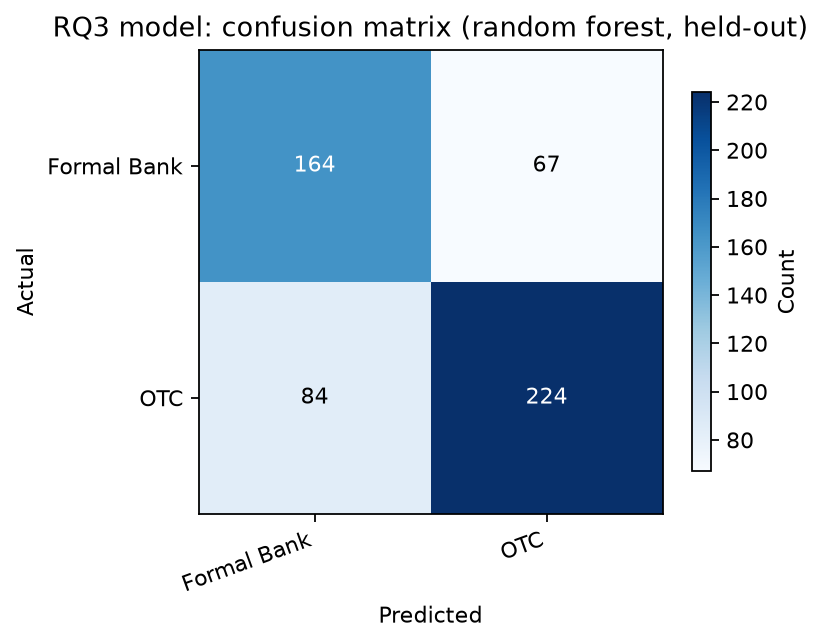 RQ3 model: confusion matrix (random forest, held-out)
Formal Bank
164
67
OTC
84
224
Actual
Formal Bank
OTC
Predicted
220
200
180
160
140
120
100
80
Count